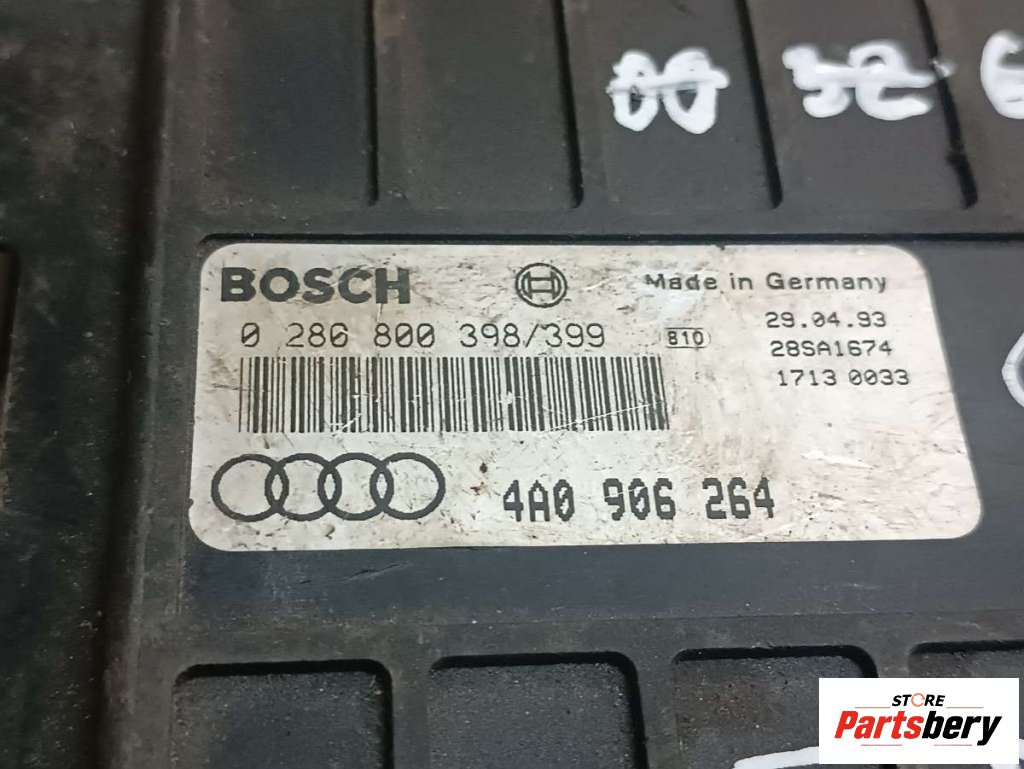 BOSCH
Made in Germany
0 286 800 398/399
810
29.04.93
28SA1674
1713 0033
4A0 906 264
STORE
Partsbery